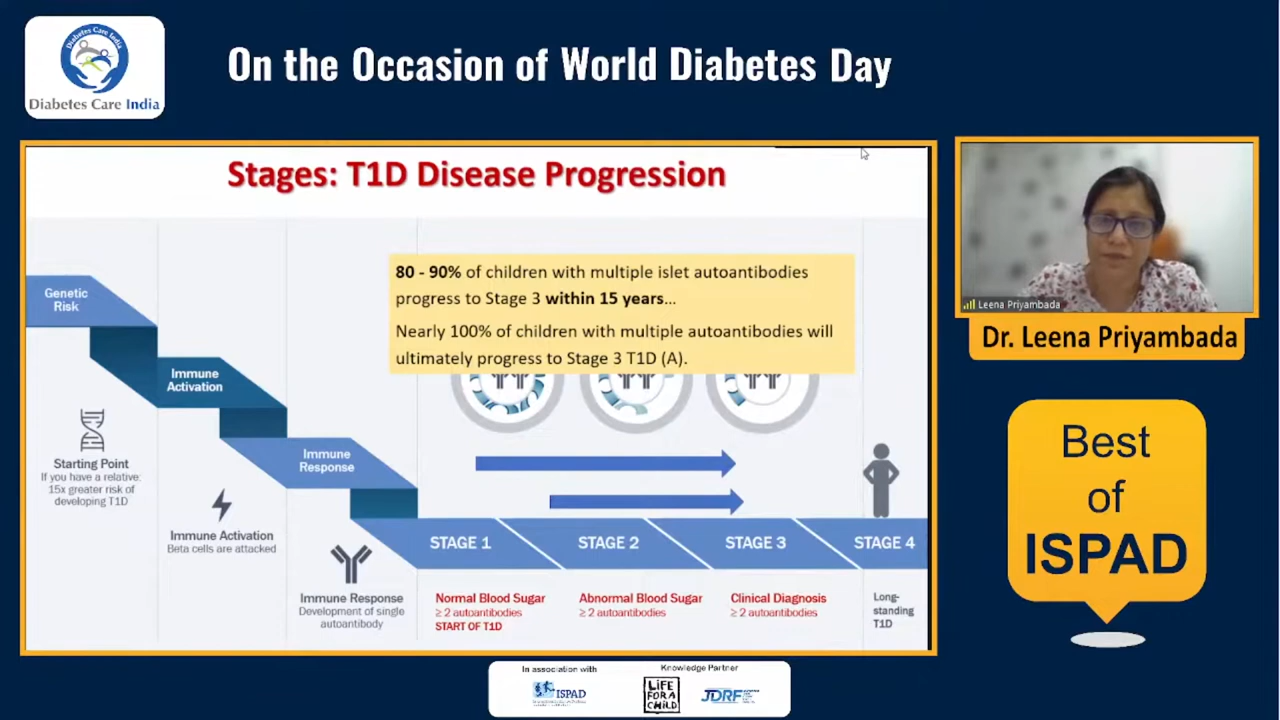 Diabetes Care India
Diabetes Care India
On the Occasion of World Diabetes Day
Stages: T1D Disease Progression
80 - 90% of children with multiple islet autoantibodies
progress to Stage 3 within 15 years...
Nearly 100% of children with multiple autoantibodies will
ultimately progress to Stage 3 T1D (A).
Genetic
Risk
Immune
Activation
Immune
Response
Starting Point
If you have a relative:
15x greater risk of
developing T1D
Immune Activation
Beta cells are attacked
Immune Response
Development of single
autoantibody
STAGE 1
STAGE 2
STAGE 3
STAGE 4
Normal Blood Sugar
≥ 2 autoantibodies
START OF T1D
Abnormal Blood Sugar
≥ 2 autoantibodies
Clinical Diagnosis
≥ 2 autoantibodies
Long-
standing
T1D
Leena Priyambada
Dr. Leena Priyambada
Best
of
ISPAD
In association with
ISPAD
Knowledge Partner
LIFE
FOR A
CHILD
JDRF